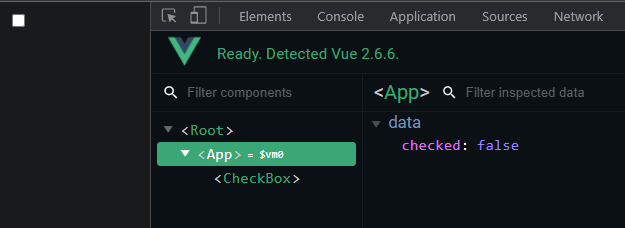 Elements Console Application Sources Network
Ready. Detected Vue 2.6.6.
Filter components
<App> Filter inspected data
<Root>
data
<App> = $vm0
checked: false
<CheckBox>